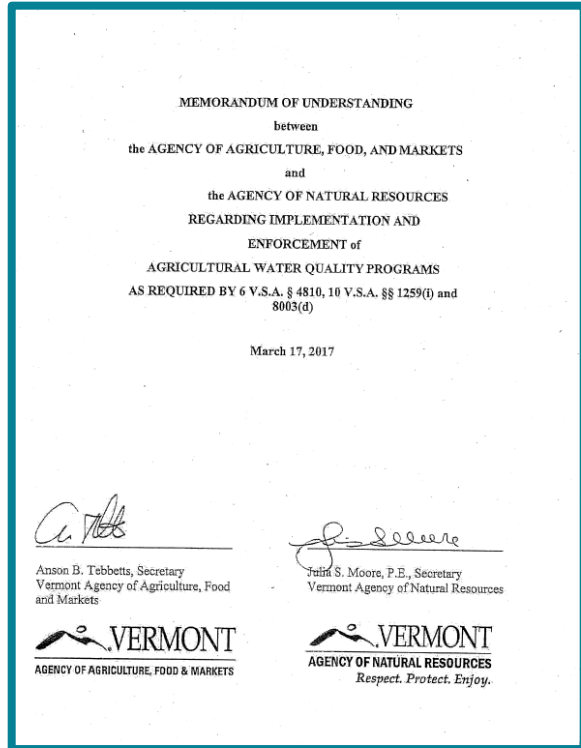 MEMORANDUM OF UNDERSTANDING
between
the AGENCY OF AGRICULTURE, FOOD, AND MARKETS
and
the AGENCY OF NATURAL RESOURCES
REGARDING IMPLEMENTATION AND
ENFORCEMENT of
AGRICULTURAL WATER QUALITY PROGRAMS
AS REQUIRED BY 6 V.S.A. § 4810, 10 V.S.A. §§ 1259(i) and
8003(d)
March 17, 2017
Anson B. Tebbetts, Secretary
Vermont Agency of Agriculture, Food
and Markets
VERMONT
AGENCY OF AGRICULTURE, FOOD & MARKETS
Julia S. Moore, P.E., Secretary
Vermont Agency of Natural Resources
VERMONT
AGENCY OF NATURAL RESOURCES
Respect. Protect. Enjoy.